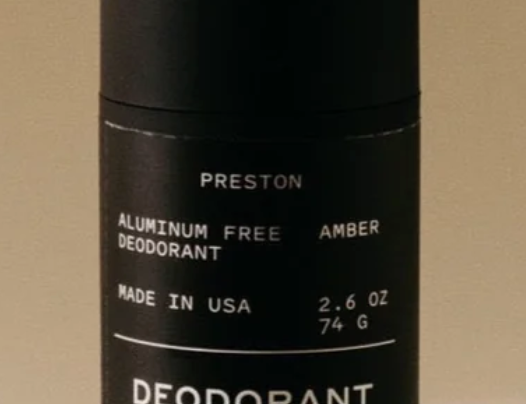 PRESTON
ALUMINUM FREE AMBER
DEODORANT
MADE IN USA 2.6 OZ
74 G
DEODORANT